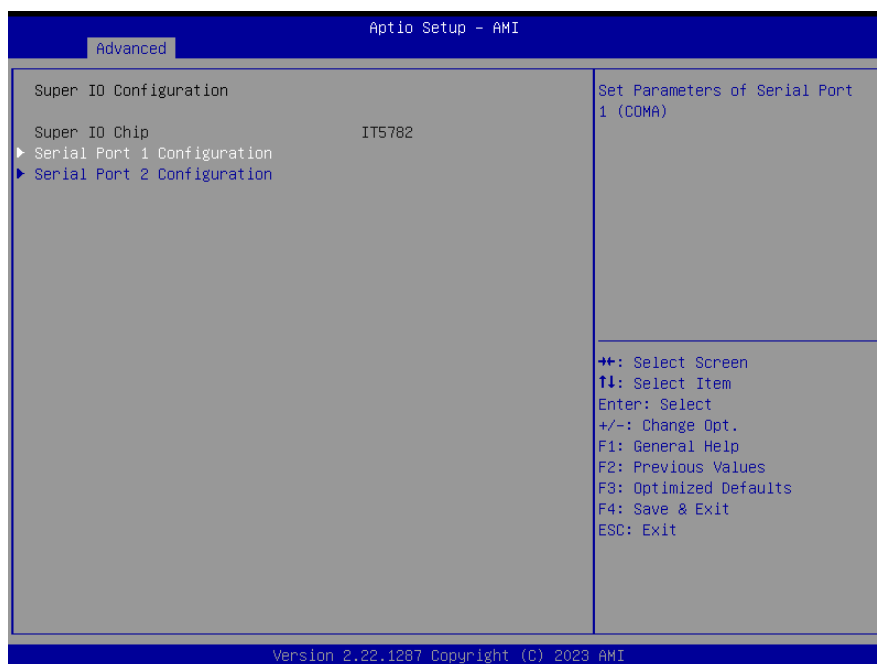 Aptio Setup – AMI
Advanced
Super IO Configuration
Super IO Chip IT5782
▶ Serial Port 1 Configuration
▶ Serial Port 2 Configuration
Set Parameters of Serial Port
1 (COMA)
→←: Select Screen
↑↓: Select Item
Enter: Select
+/-: Change Opt.
F1: General Help
F2: Previous Values
F3: Optimized Defaults
F4: Save & Exit
ESC: Exit
Version 2.22.1287 Copyright (C) 2023 AMI